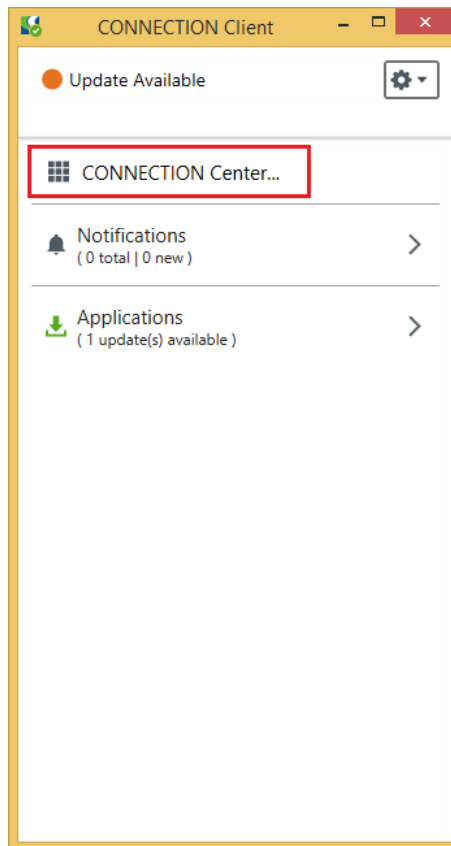 CONNECTION Client
Update Available
CONNECTION Center...
Notifications
( 0 total | 0 new )
Applications
( 1 update(s) available )